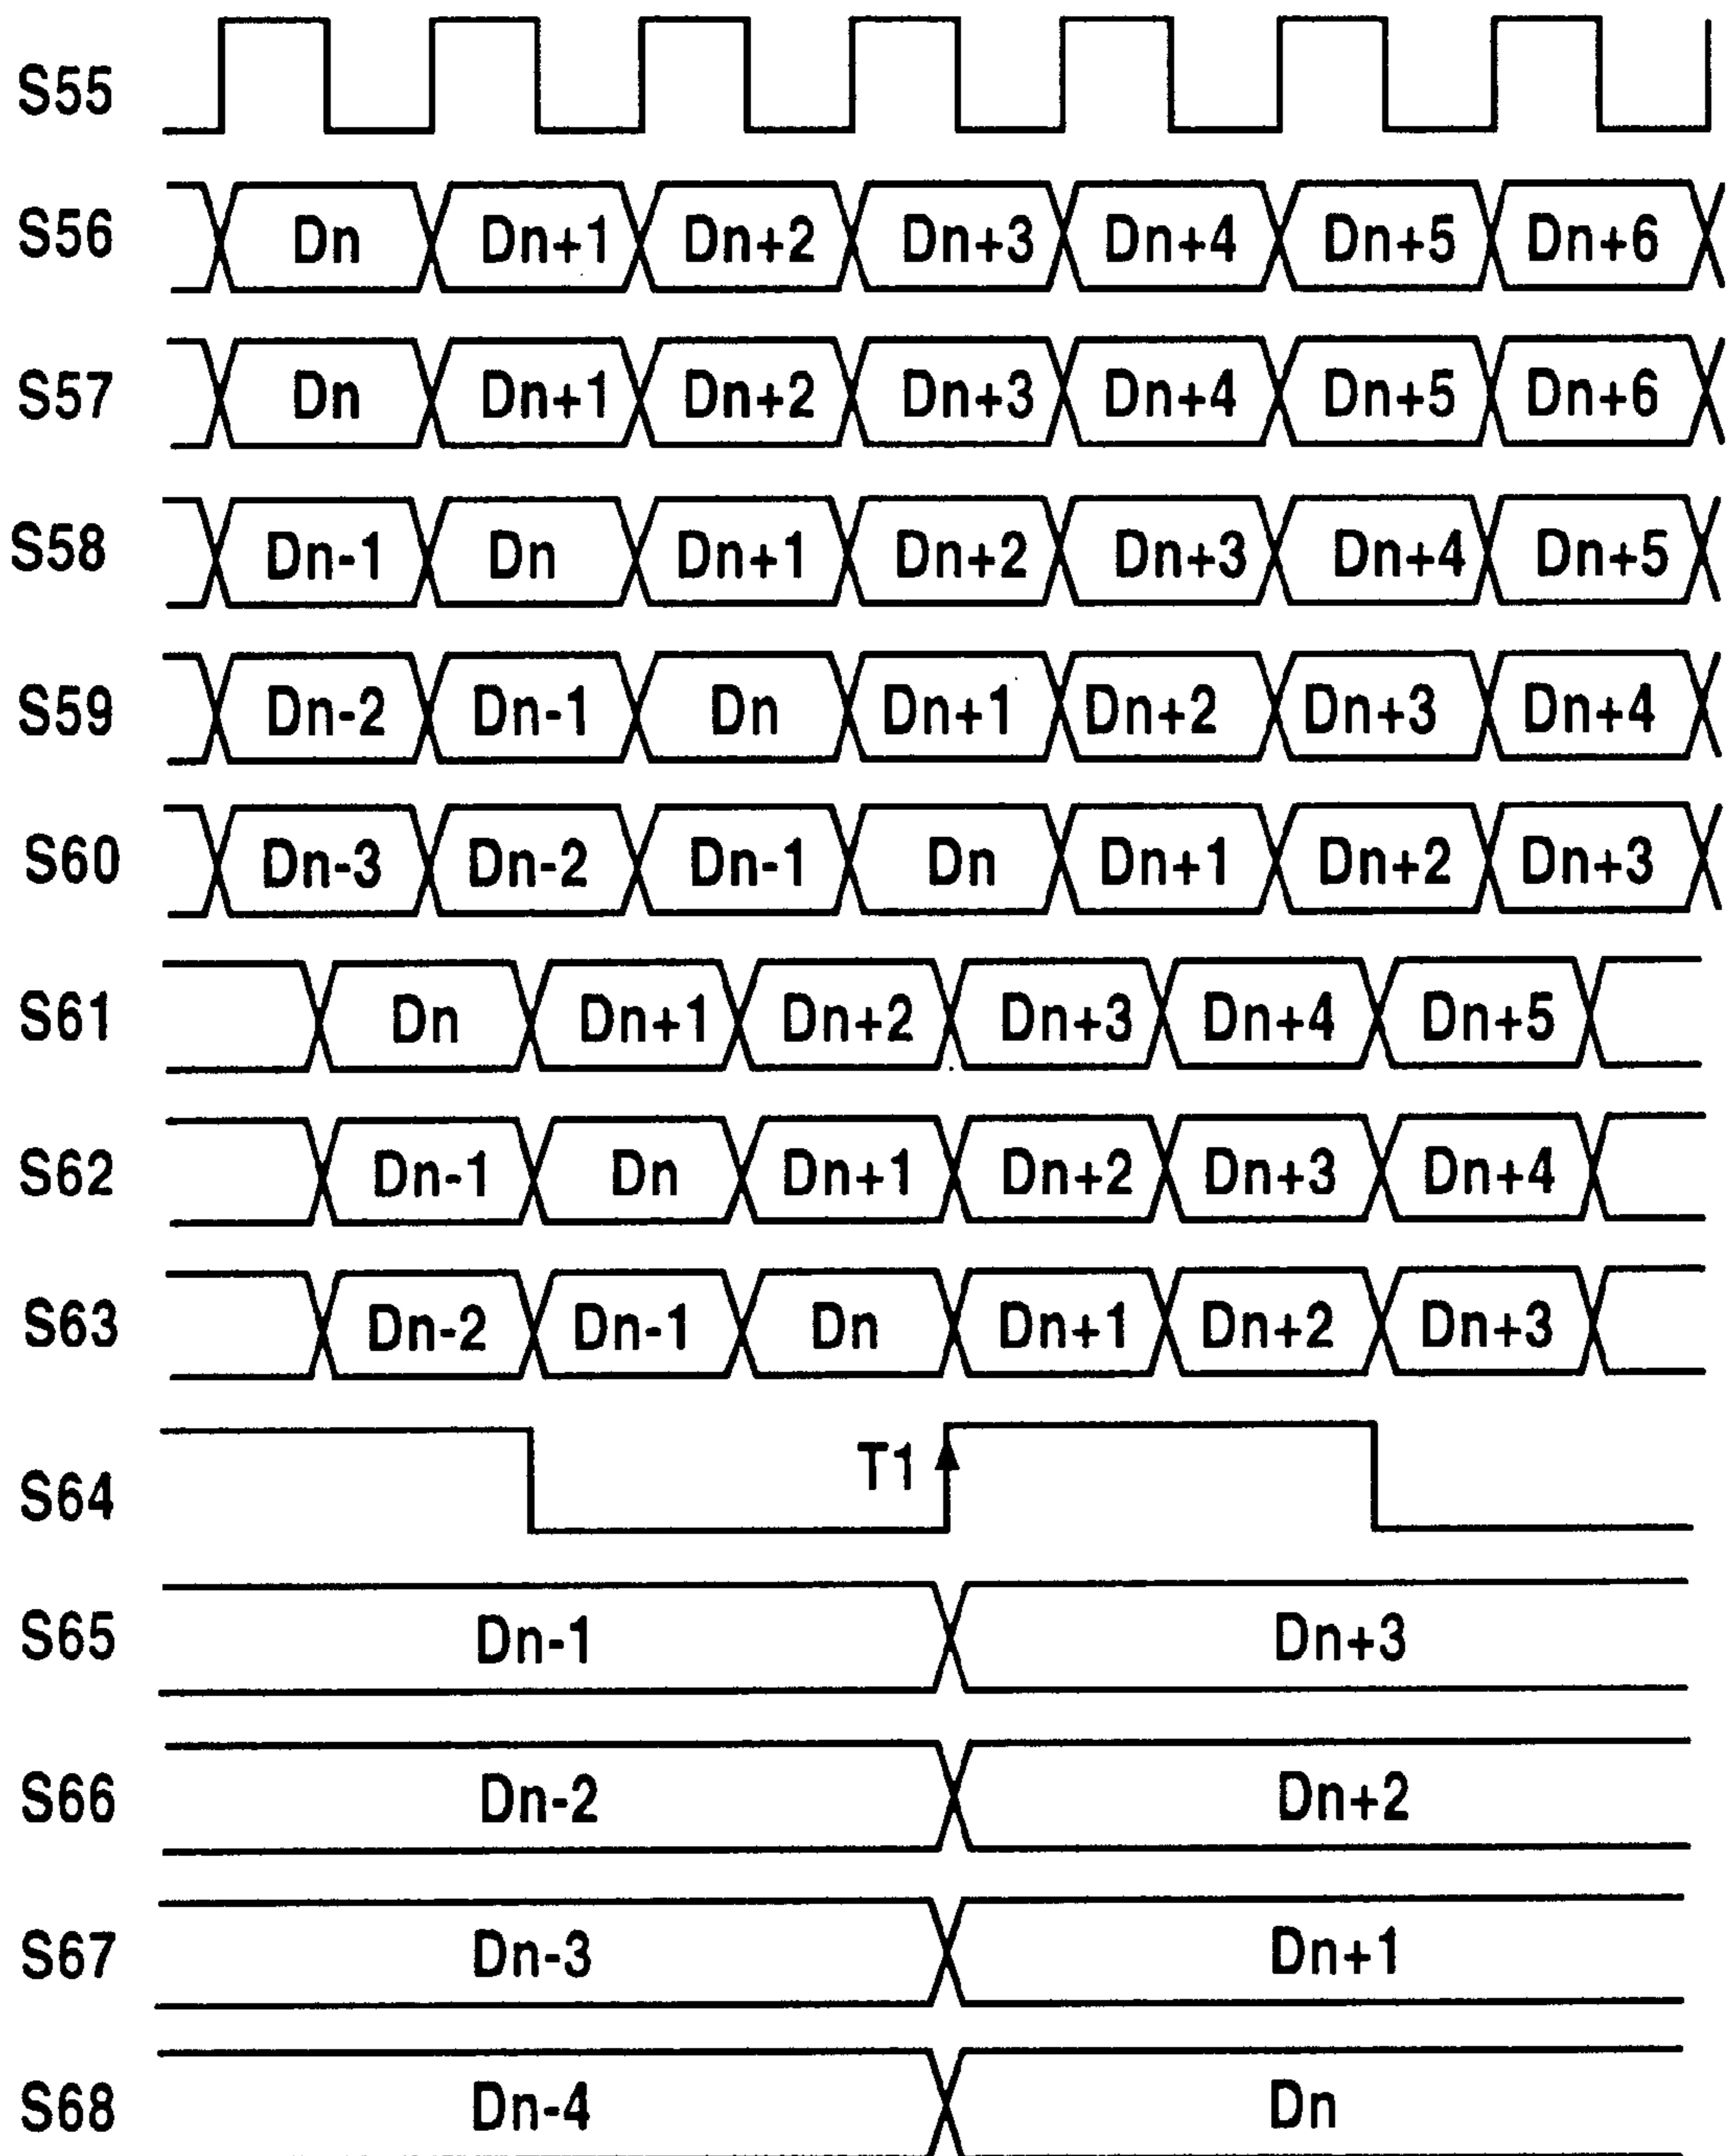 S55
S56 Dn Dn+1 Dn+2 Dn+3 Dn+4 Dn+5 Dn+6
S57 Dn Dn+1 Dn+2 Dn+3 Dn+4 Dn+5 Dn+6
S58 Dn-1 Dn Dn+1 Dn+2 Dn+3 Dn+4 Dn+5
S59 Dn-2 Dn-1 Dn Dn+1 Dn+2 Dn+3 Dn+4
S60 Dn-3 Dn-2 Dn-1 Dn Dn+1 Dn+2 Dn+3
S61 Dn Dn+1 Dn+2 Dn+3 Dn+4 Dn+5
S62 Dn-1 Dn Dn+1 Dn+2 Dn+3 Dn+4
S63 Dn-2 Dn-1 Dn Dn+1 Dn+2 Dn+3
S64 T1
S65 Dn-1 Dn+3
S66 Dn-2 Dn+2
S67 Dn-3 Dn+1
S68 Dn-4 Dn